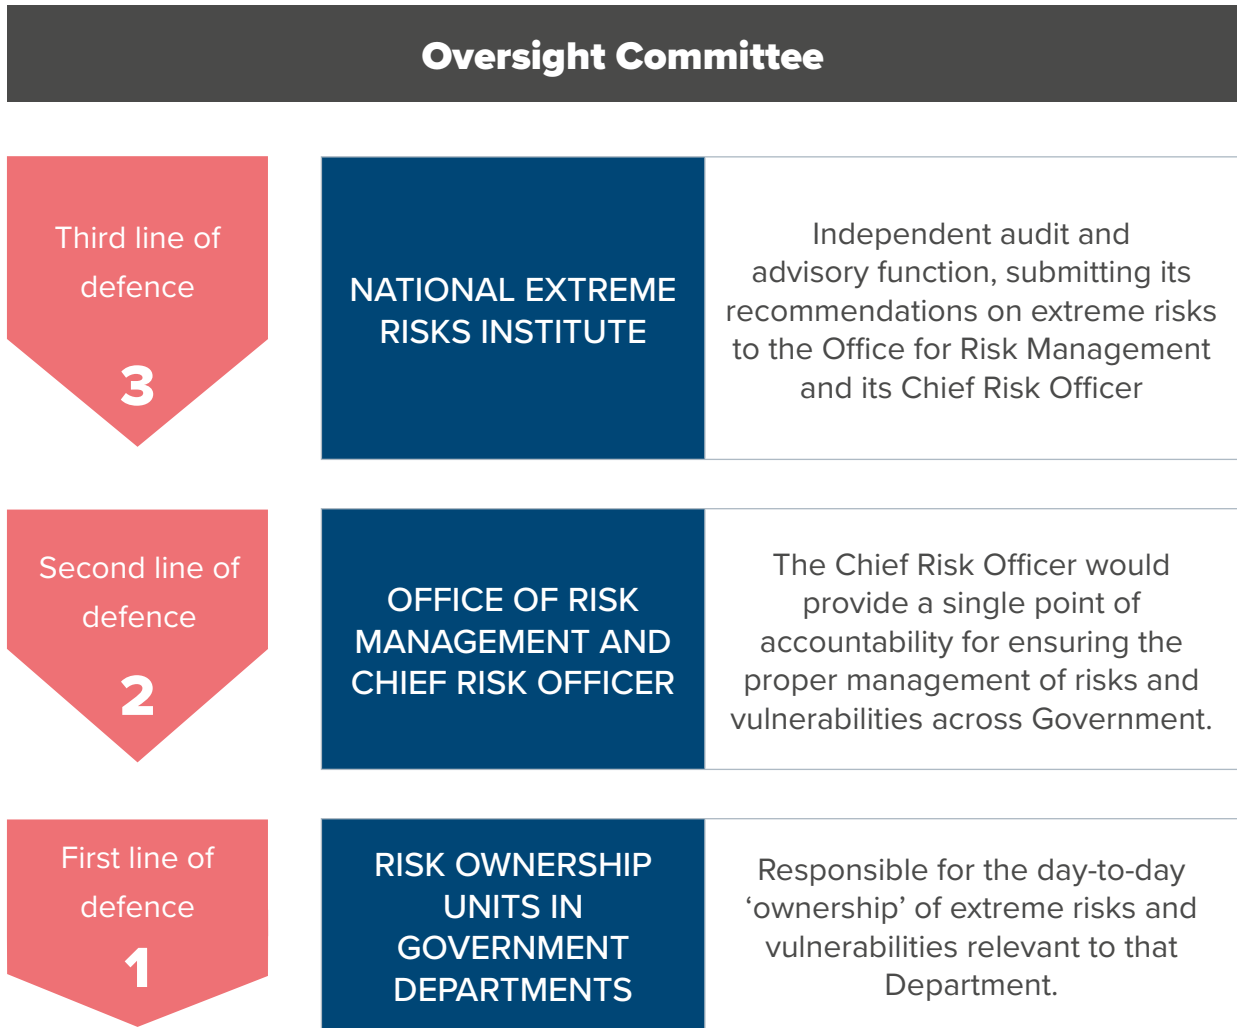 Oversight Committee
Third line of
defence
3
NATIONAL EXTREME
RISKS INSTITUTE
Independent audit and
advisory function, submitting its
recommendations on extreme risks
to the Office for Risk Management
and its Chief Risk Officer
Second line of
defence
2
OFFICE OF RISK
MANAGEMENT AND
CHIEF RISK OFFICER
The Chief Risk Officer would
provide a single point of
accountability for ensuring the
proper management of risks and
vulnerabilities across Government.
First line of
defence
1
RISK OWNERSHIP
UNITS IN
GOVERNMENT
DEPARTMENTS
Responsible for the day-to-day
‘ownership’ of extreme risks and
vulnerabilities relevant to that
Department.